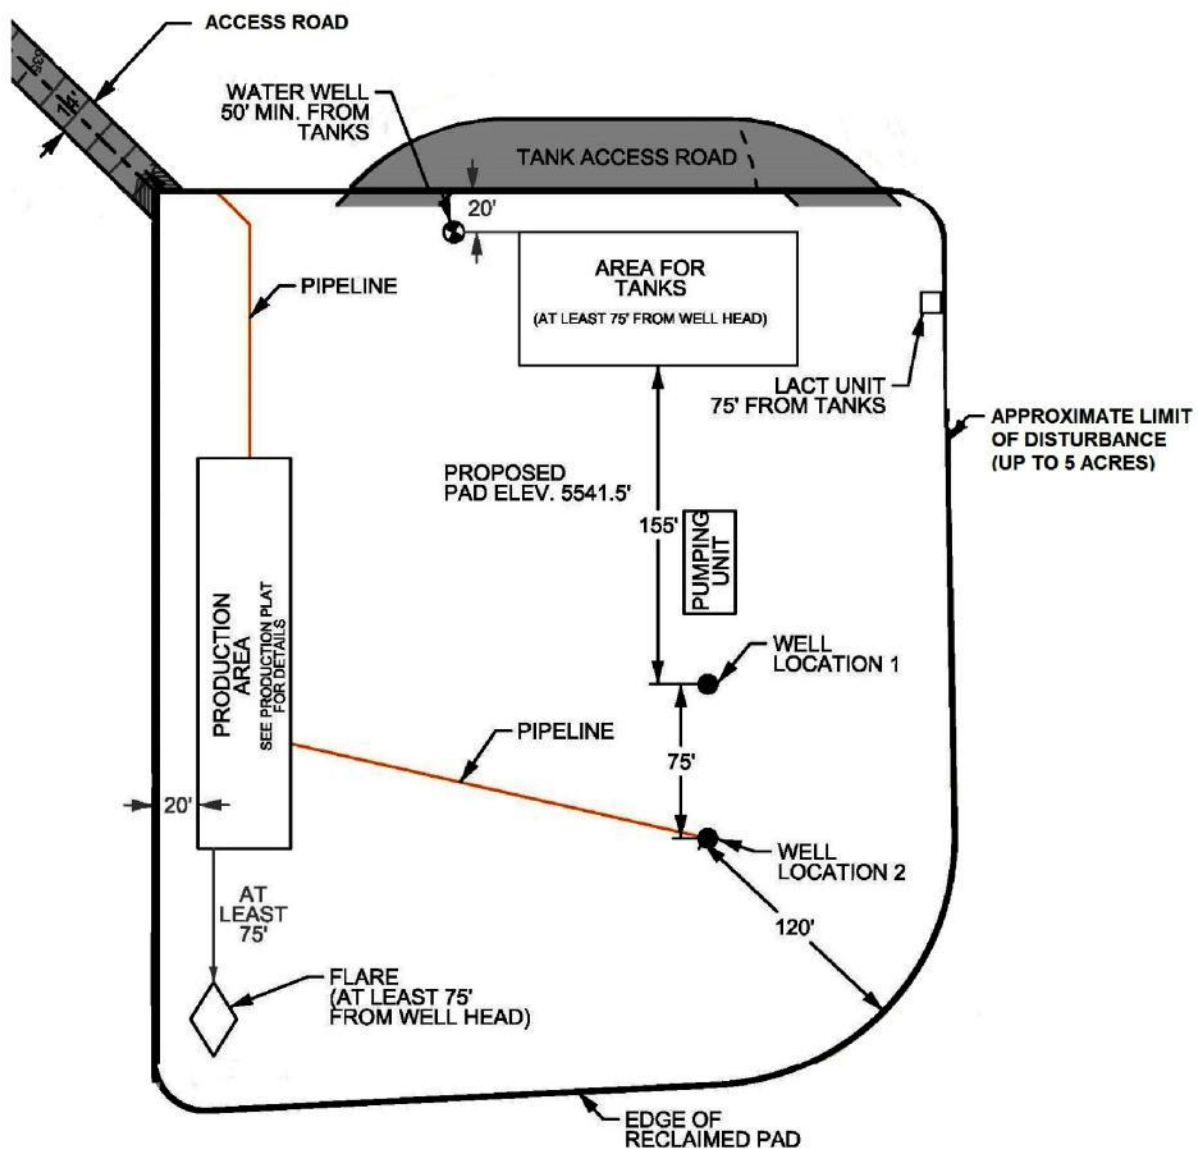 ACCESS ROAD
535
14'
WATER WELL
50' MIN. FROM
TANKS
TANK ACCESS ROAD
20'
AREA FOR
TANKS
(AT LEAST 75' FROM WELL HEAD)
PIPELINE
LACT UNIT
75' FROM TANKS
APPROXIMATE LIMIT
OF DISTURBANCE
(UP TO 5 ACRES)
PROPOSED
PAD ELEV. 5541.5'
155'
PUMPING
UNIT
PRODUCTION
AREA
SEE PRODUCTION PLAT
FOR DETAILS
WELL
LOCATION 1
PIPELINE
75'
20'
WELL
LOCATION 2
AT
LEAST
75'
120'
FLARE
(AT LEAST 75'
FROM WELL HEAD)
EDGE OF
RECLAIMED PAD